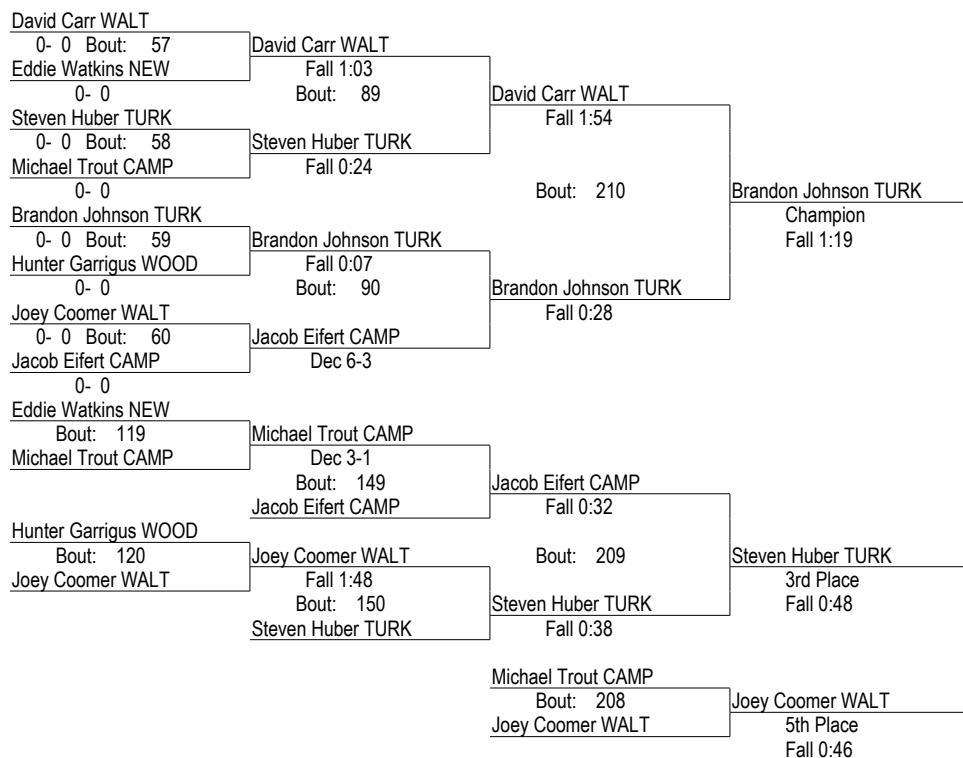 David Carr WALT
0- 0 Bout: 57
David Carr WALT
Eddie Watkins NEW
Fall 1:03
0- 0
Bout: 89
David Carr WALT
Steven Huber TURK
Fall 1:54
0- 0 Bout: 58
Steven Huber TURK
Michael Trout CAMP
Fall 0:24
0- 0
Bout: 210
Brandon Johnson TURK
Brandon Johnson TURK
Champion
0- 0 Bout: 59
Brandon Johnson TURK
Fall 1:19
Hunter Garrigus WOOD
Fall 0:07
0- 0
Bout: 90
Brandon Johnson TURK
Joey Coomer WALT
Fall 0:28
0- 0 Bout: 60
Jacob Eifert CAMP
Jacob Eifert CAMP
Dec 6-3
0- 0
Eddie Watkins NEW
Bout: 119
Michael Trout CAMP
Michael Trout CAMP
Dec 3-1
Bout: 149
Jacob Eifert CAMP
Jacob Eifert CAMP
Fall 0:32
Hunter Garrigus WOOD
Bout: 120
Joey Coomer WALT
Bout: 209
Steven Huber TURK
Joey Coomer WALT
Fall 1:48
3rd Place
Bout: 150
Steven Huber TURK
Fall 0:48
Steven Huber TURK
Fall 0:38
Michael Trout CAMP
Bout: 208
Joey Coomer WALT
Joey Coomer WALT
5th Place
Fall 0:46